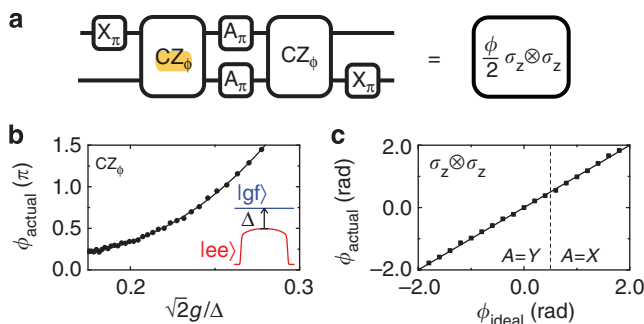 a
X_π CZ_ϕ A_π CZ_ϕ = ϕ/2 σ_z⊗σ_z
A_π X_π
b
CZ_ϕ
ϕ_actual (π)
1.5
1.0
0.5
0.0
|gf⟩
Δ
|ee⟩
0.2 0.3
√2g/Δ
c
σ_z⊗σ_z
ϕ_actual (rad)
2.0
0.0
−2.0
A=Y A=X
−2.0 0.0 2.0
ϕ_ideal (rad)